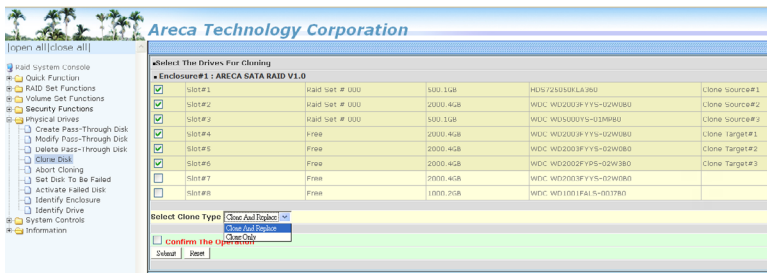 Areca Technology Corporation
|open all|close all|
Raid System Console
Quick Function
RAID Set Functions
Volume Set Functions
Security Functions
Physical Drives
Create Pass-Through Disk
Modify Pass-Through Disk
Delete Pass-Through Disk
Clone Disk
Abort Cloning
Set Disk To Be Failed
Activate Failed Disk
Identify Enclosure
Identify Drive
System Controls
Information
Select The Drives For Cloning
Enclosure#1 : ARECA SATA RAID V1.0
Slot#1 Raid Set # 000 500.1GB HDS725050KLA360 Clone Source#1
Slot#2 Raid Set # 000 2000.4GB WDC WD2003FYYS-02W0B0 Clone Source#2
Slot#3 Raid Set # 000 500.1GB WDC WD5000YS-01MPB0 Clone Source#3
Slot#4 Free 2000.4GB WDC WD2003FYYS-02W0B0 Clone Target#1
Slot#5 Free 2000.4GB WDC WD2003FYYS-02W0B0 Clone Target#2
Slot#6 Free 2000.4GB WDC WD2002FYPS-02W3B0 Clone Target#3
Slot#7 Free 2000.4GB WDC WD2003FYYS-02W0B0
Slot#8 Free 1000.2GB WDC WD1001FALS-00J7B0
Select Clone Type Clone And Replace
Clone And Replace
Clone Only
Confirm The Operation
Submit Reset